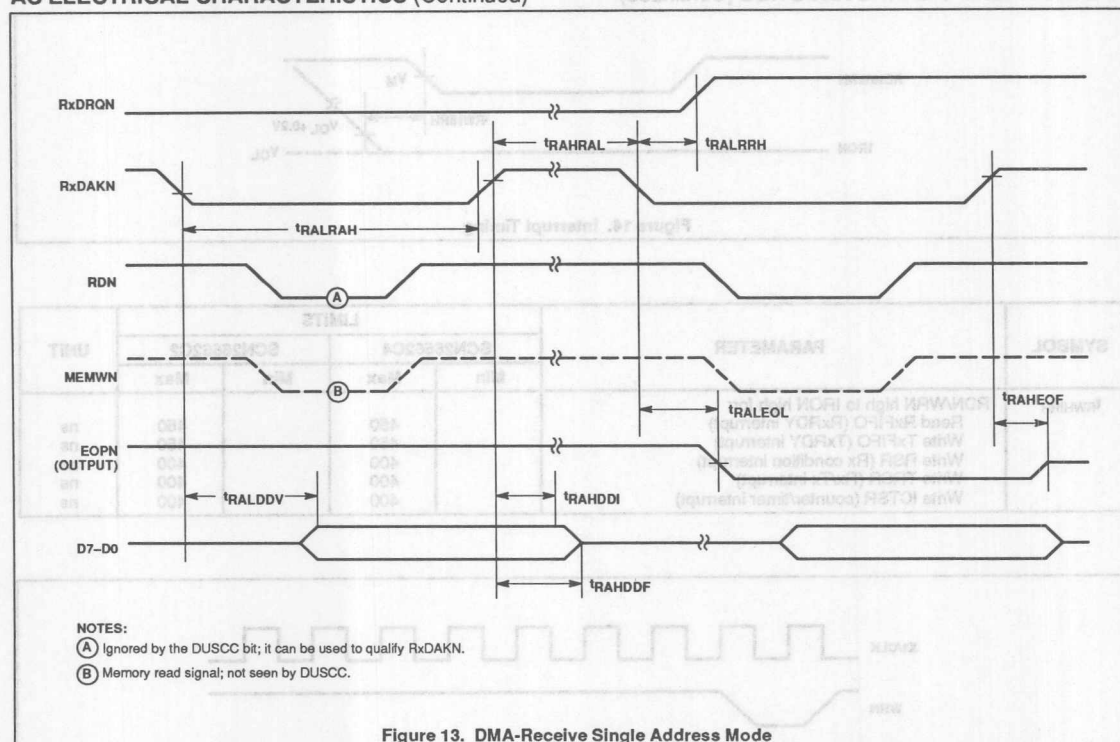 AC ELECTRICAL CHARACTERISTICS (Continued)
RxDRQN
tRAHRAL
tRALRRH
RxDAKN
tRALRAH
RDN
A
MEMWN
B
tRALEOL
tRAHEOF
EOPN
(OUTPUT)
tRALDDV
tRAHDDI
D7–D0
tRAHDDF
NOTES:
A Ignored by the DUSCC bit; it can be used to qualify RxDAKN.
B Memory read signal; not seen by DUSCC.
Figure 13. DMA-Receive Single Address Mode